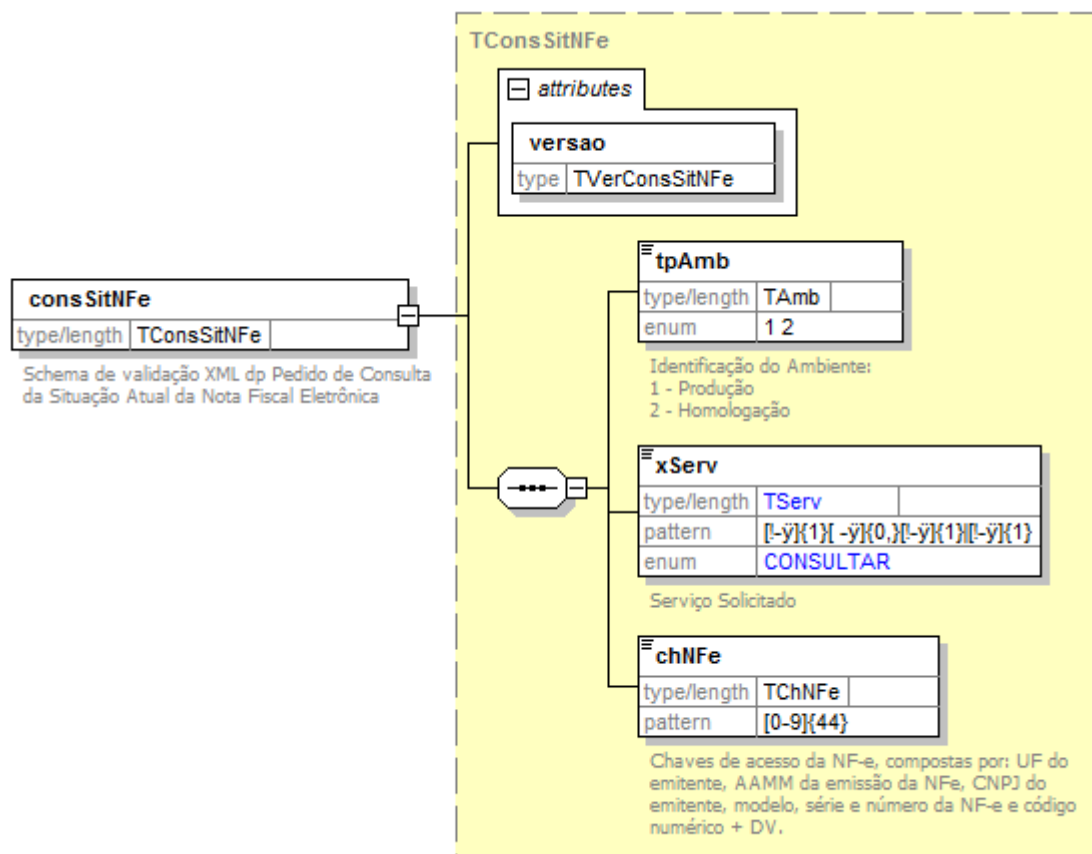 TConsSitNFe
attributes
versao
type TVerConsSitNFe
consSitNFe
type/length TConsSitNFe
Schema de validação XML dp Pedido de Consulta
da Situação Atual da Nota Fiscal Eletrônica
tpAmb
type/length TAmb
enum 1 2
Identificação do Ambiente:
1 - Produção
2 - Homologação
xServ
type/length TServ
pattern [!-ÿ]{1}[ -ÿ]{0,}[!-ÿ]{1}|[!-ÿ]{1}
enum CONSULTAR
Serviço Solicitado
chNFe
type/length TChNFe
pattern [0-9]{44}
Chaves de acesso da NF-e, compostas por: UF do
emitente, AAMM da emissão da NFe, CNPJ do
emitente, modelo, série e número da NF-e e código
numérico + DV.